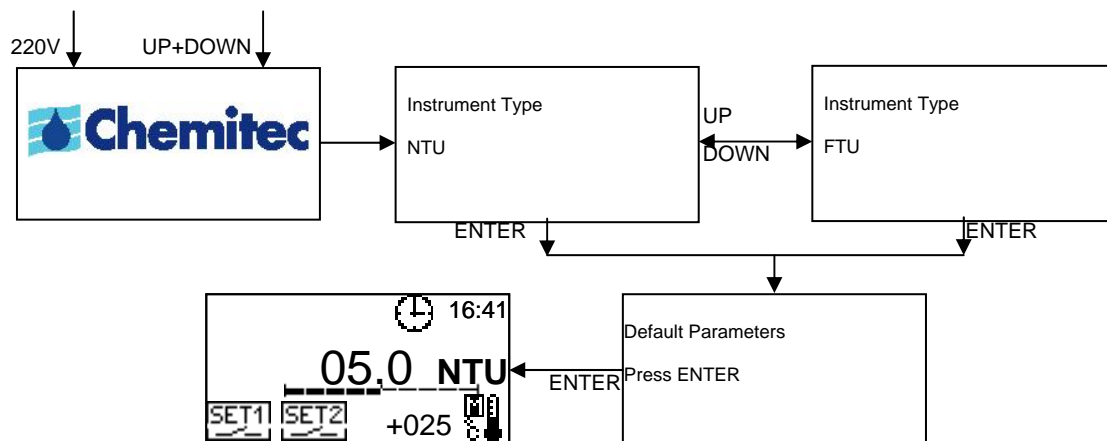 220V
UP+DOWN
Chemitec
Instrument Type
NTU
UP
DOWN
Instrument Type
FTU
ENTER
ENTER
16:41
05.0 NTU
SET1 SET2
+025
M
°C
ENTER
Default Parameters
Press ENTER